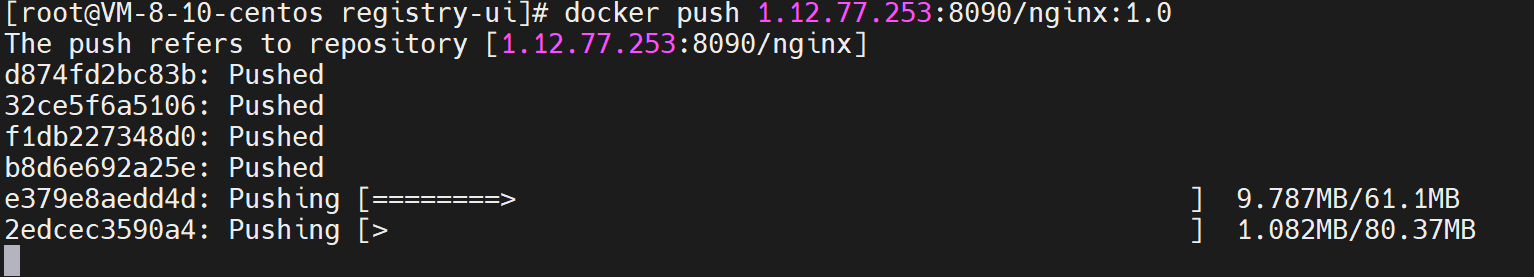 [root@VM-8-10-centos registry-ui]# docker push 1.12.77.253:8090/nginx:1.0
The push refers to repository [1.12.77.253:8090/nginx]
d874fd2bc83b: Pushed
32ce5f6a5106: Pushed
f1db227348d0: Pushed
b8d6e692a25e: Pushed
e379e8aedd4d: Pushing [========>                                          ]  9.787MB/61.1MB
2edcec3590a4: Pushing [>                                                  ]  1.082MB/80.37MB